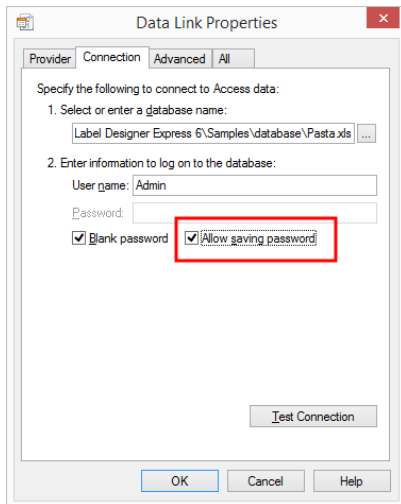 Data Link Properties
Provider Connection Advanced All
Specify the following to connect to Access data:
1. Select or enter a database name:
Label Designer Express 6\Samples\database\Pasta.xls ...
2. Enter information to log on to the database:
User name: Admin
Password:
Blank password Allow saving password
Test Connection
OK Cancel Help